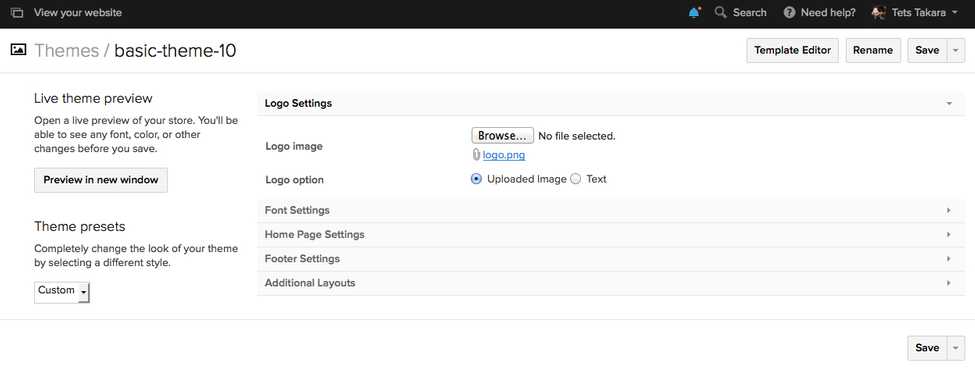 View your website
Search
Need help?
Tets Takara
Themes / basic-theme-10
Template Editor
Rename
Save
Live theme preview
Open a live preview of your store. You'll be
able to see any font, color, or other
changes before you save.
Preview in new window
Theme presets
Completely change the look of your theme
by selecting a different style.
Custom
Logo Settings
Logo image
Browse... No file selected.
logo.png
Logo option
Uploaded Image
Text
Font Settings
Home Page Settings
Footer Settings
Additional Layouts
Save